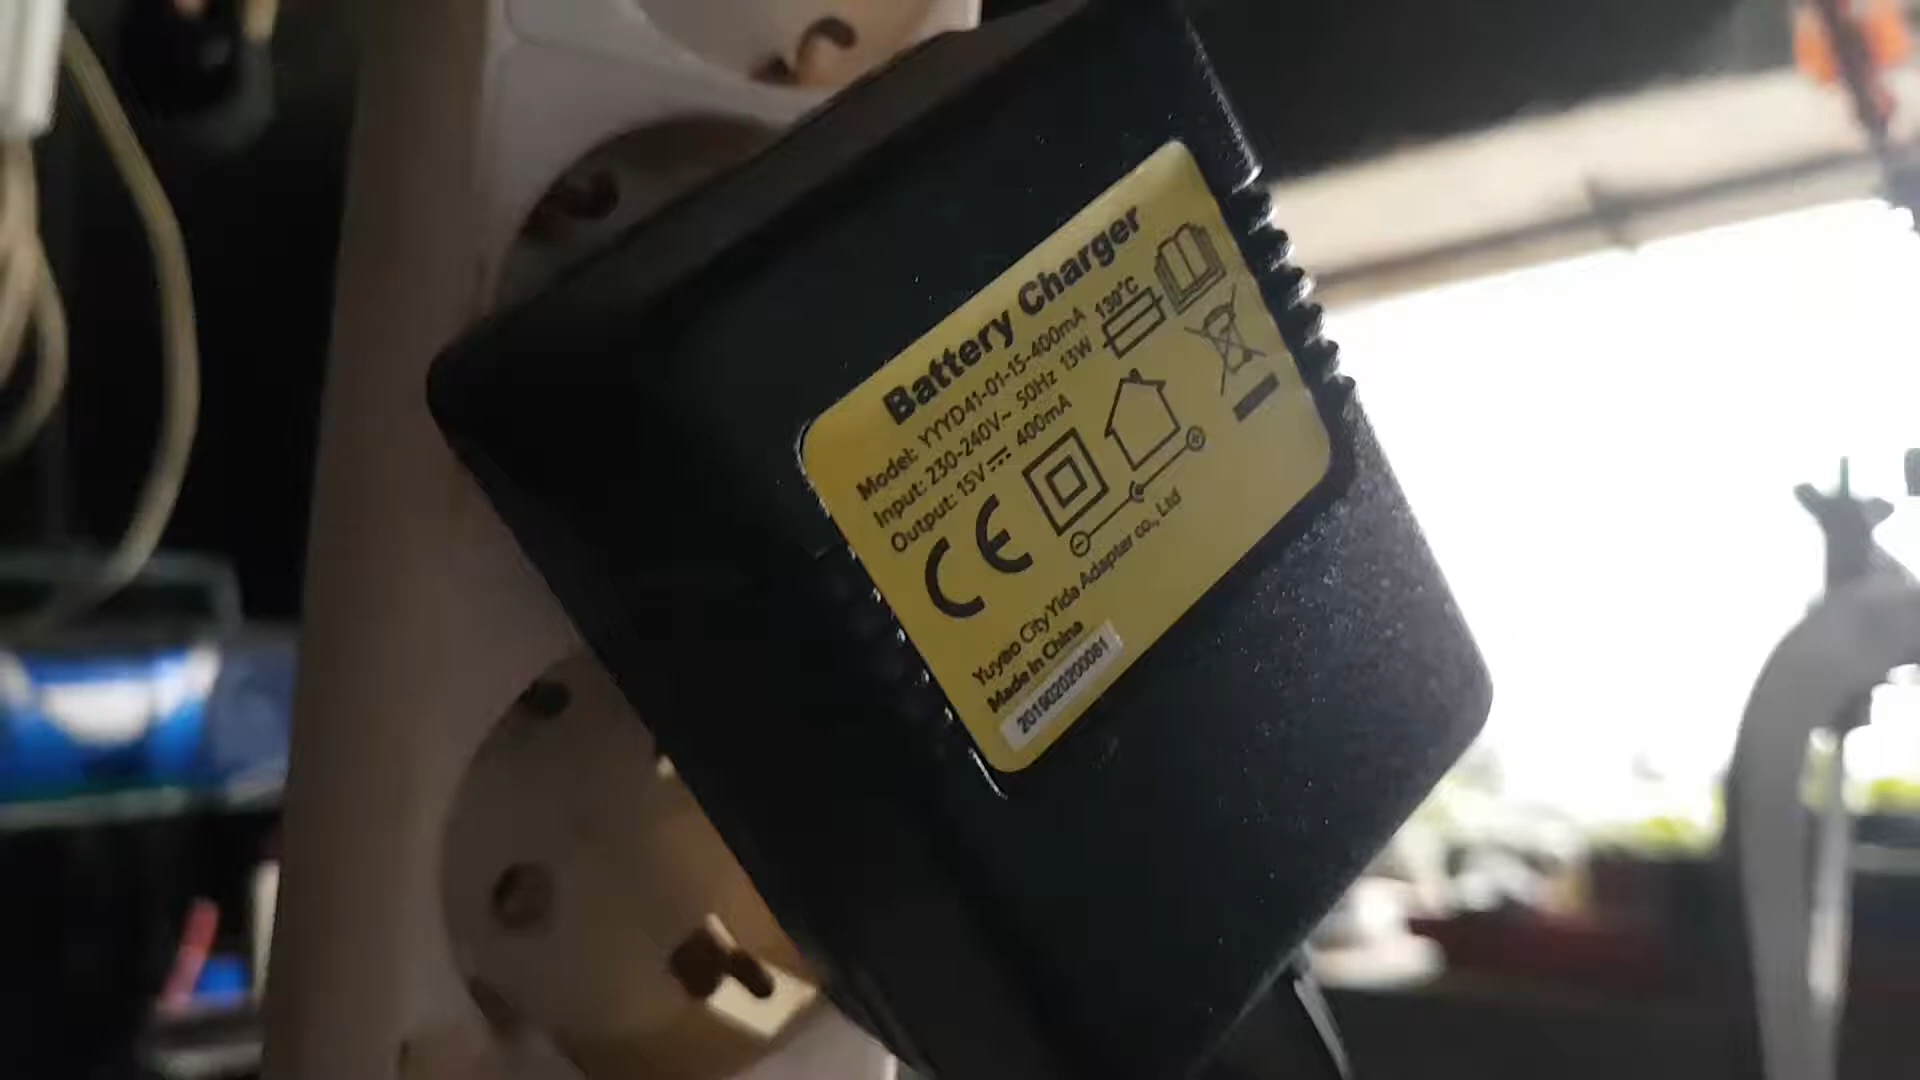 Battery Charger
Model: YYYD41-01-15-400mA
130°C
Input: 230-240V~ 50Hz 13W
Output: 15V⎓ 400mA
CE
Yuyao City Yida Adapter co., Ltd
Made in China
2019020200081